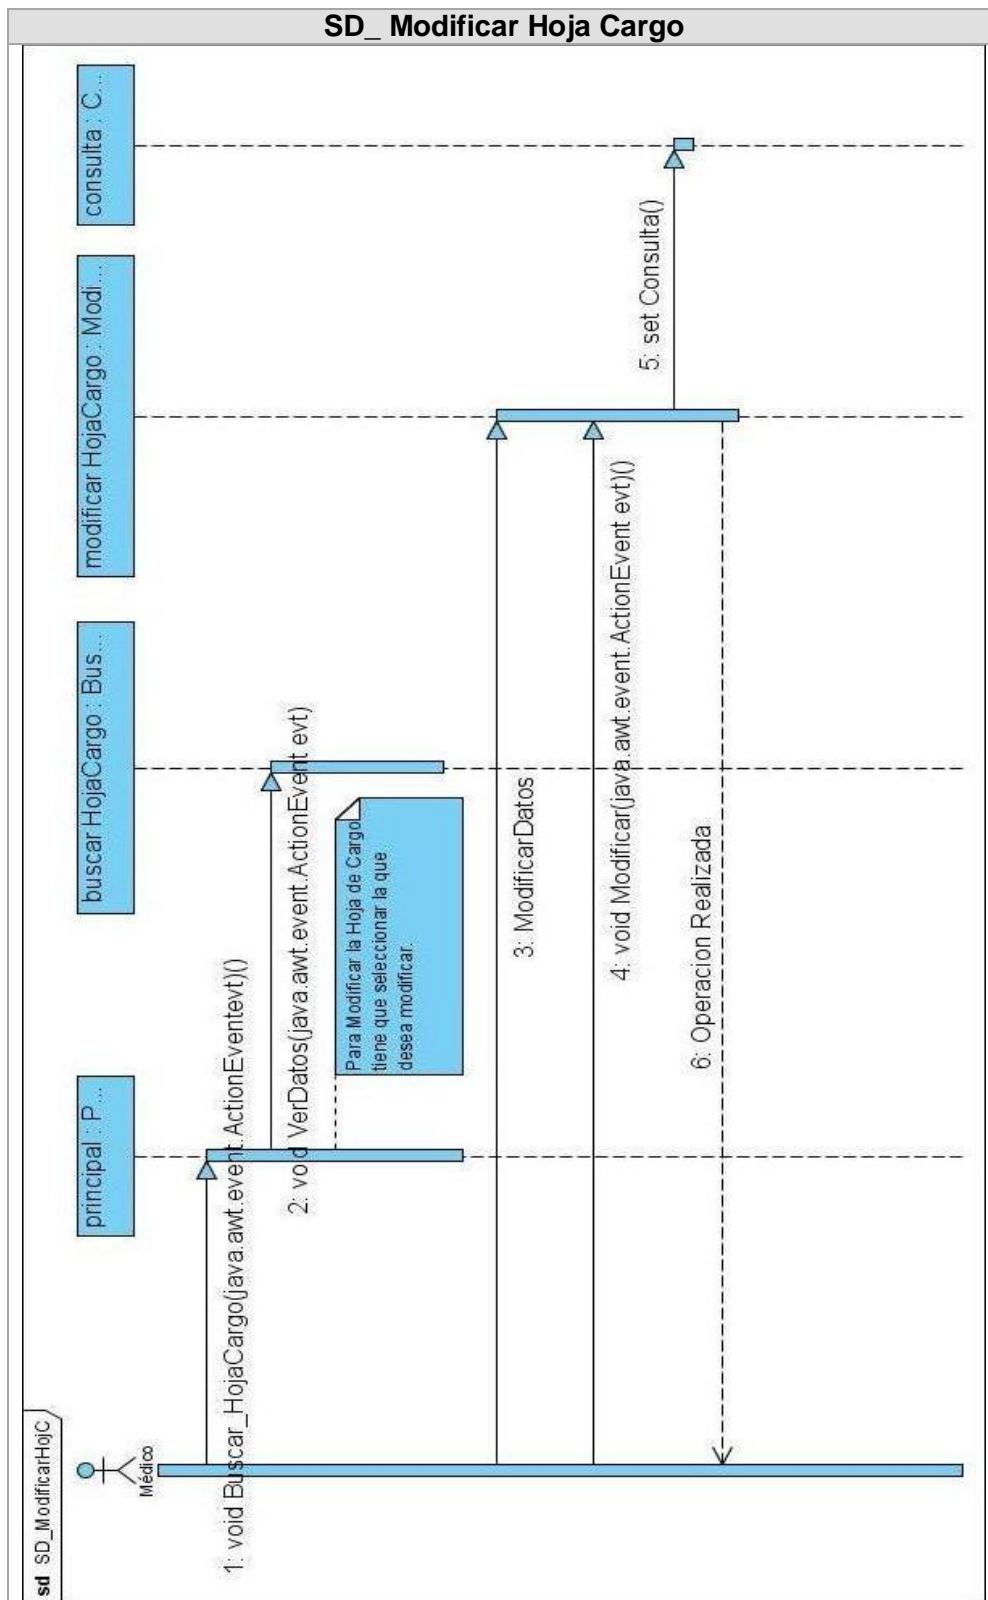 SD_ Modificar Hoja Cargo
sd SD_ModificarHojC
Médico
principal : P...
buscar HojaCargo : Bus...
modificar HojaCargo : Modi...
consulta : C...
1: void Buscar_HojaCargo(java.awt.event.ActionEventevt)()
2: void VerDatos(java.awt.event.ActionEvent evt)
Para Modificar la Hoja de Cargo
tiene que seleccionar la que
desea modificar.
3: ModificarDatos
4: void Modificar(java.awt.event.ActionEvent evt)()
5: set Consulta()
6: Operacion Realizada